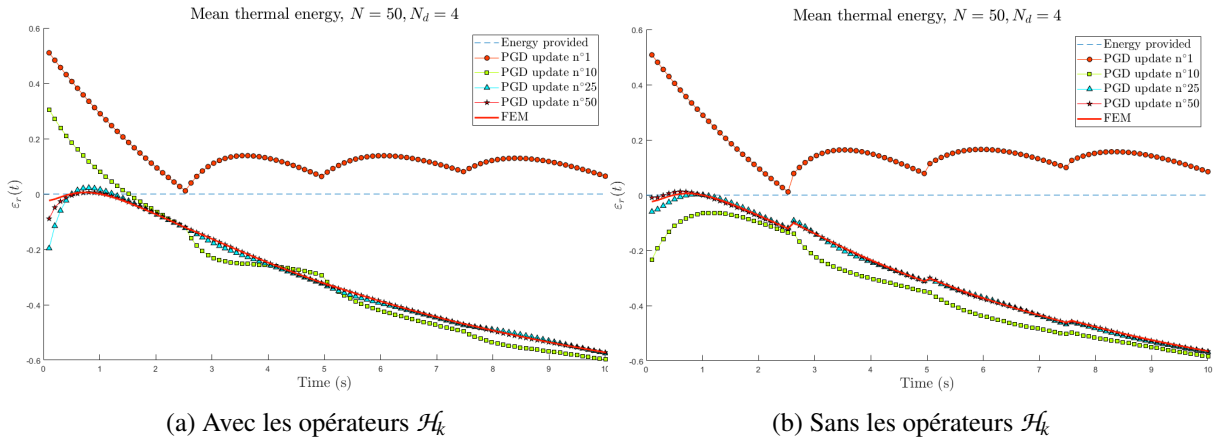 Mean thermal energy, N = 50, N_d = 4
0.6
0.4
0.2
0
-0.2
-0.4
-0.6
ε_r(t)
0 1 2 3 4 5 6 7 8 9 10
Time (s)
Energy provided
PGD update n°1
PGD update n°10
PGD update n°25
PGD update n°50
FEM
(a) Avec les opérateurs ℋ_k
Mean thermal energy, N = 50, N_d = 4
0.6
0.4
0.2
0
-0.2
-0.4
-0.6
ε_r(t)
0 1 2 3 4 5 6 7 8 9 10
Time (s)
Energy provided
PGD update n°1
PGD update n°10
PGD update n°25
PGD update n°50
FEM
(b) Sans les opérateurs ℋ_k